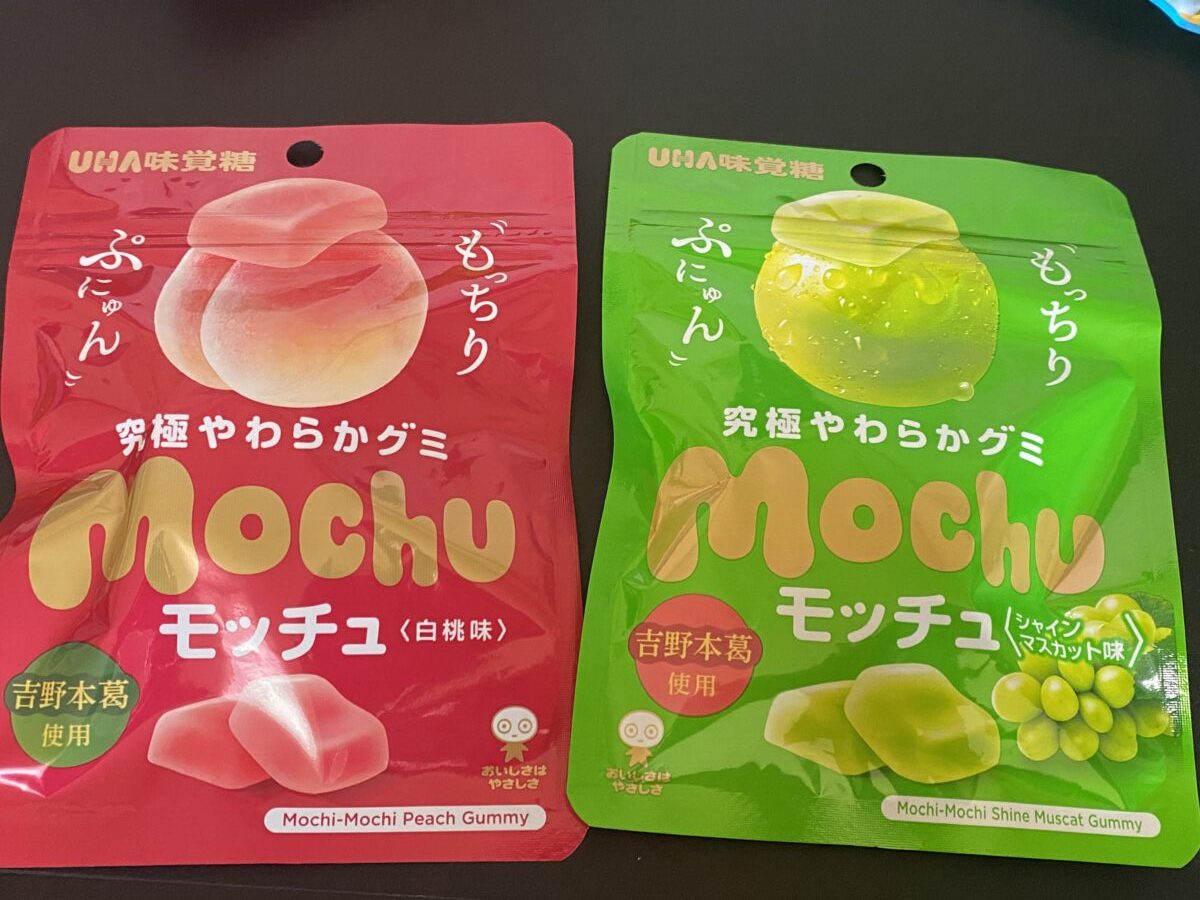 UHA味覚糖
もっちり
ぷにゅん
究極やわらかグミ
Mochu
モッチュ〈白桃味〉
吉野本葛
使用
おいしさは
やさしさ
Mochi-Mochi Peach Gummy
UHA味覚糖
もっちり
ぷにゅん
究極やわらかグミ
Mochu
モッチュ
〈シャイン
マスカット味〉
吉野本葛
使用
おいしさは
やさしさ
Mochi-Mochi Shine Muscat Gummy